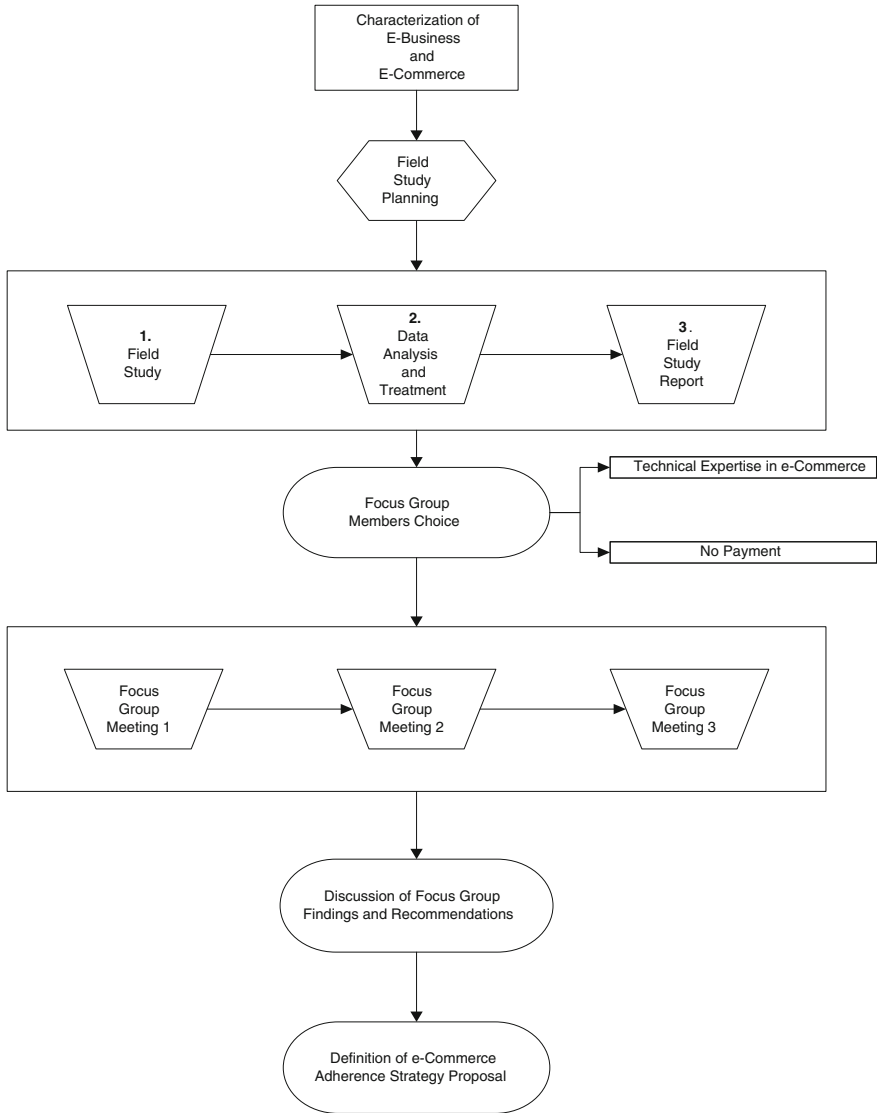 Characterization of
E-Business
and
E-Commerce
Field
Study
Planning
1.
Field
Study
2.
Data
Analysis
and
Treatment
3.
Field
Study
Report
Focus Group
Members Choice
Technical Expertise in e-Commerce
No Payment
Focus
Group
Meeting 1
Focus
Group
Meeting 2
Focus
Group
Meeting 3
Discussion of Focus Group
Findings and Recommendations
Definition of e-Commerce
Adherence Strategy Proposal